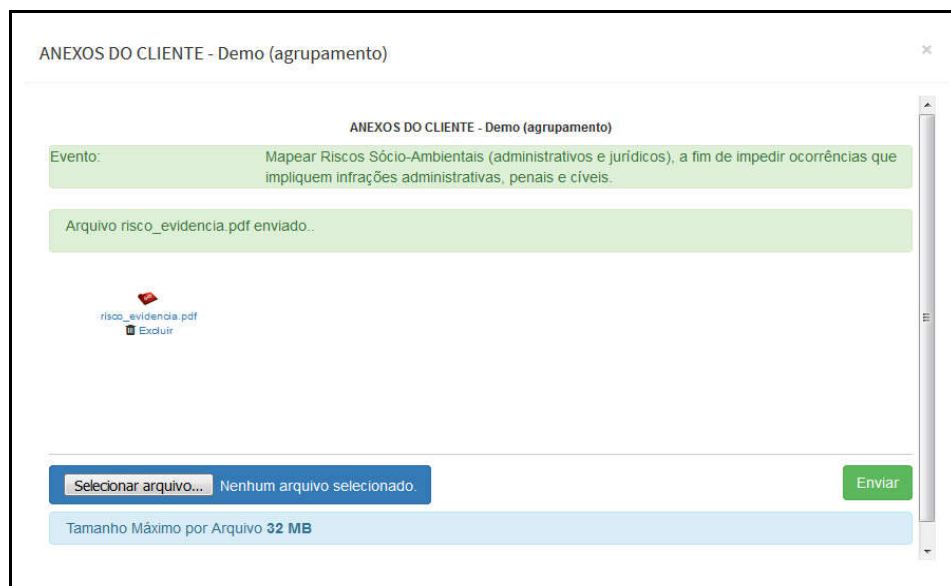 ANEXOS DO CLIENTE - Demo (agrupamento)
×
ANEXOS DO CLIENTE - Demo (agrupamento)
Evento: Mapear Riscos Sócio-Ambientais (administrativos e jurídicos), a fim de impedir ocorrências que
impliquem infrações administrativas, penais e cíveis.
Arquivo risco_evidencia.pdf enviado..
risco_evidencia.pdf
Excluir
Selecionar arquivo... Nenhum arquivo selecionado.
Enviar
Tamanho Máximo por Arquivo 32 MB